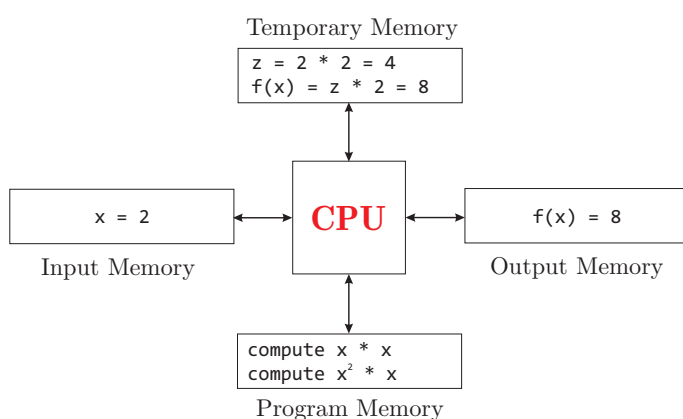 Temporary Memory
z = 2 * 2 = 4
f(x) = z * 2 = 8
x = 2
CPU
f(x) = 8
Input Memory
Output Memory
compute x * x
compute x² * x
Program Memory